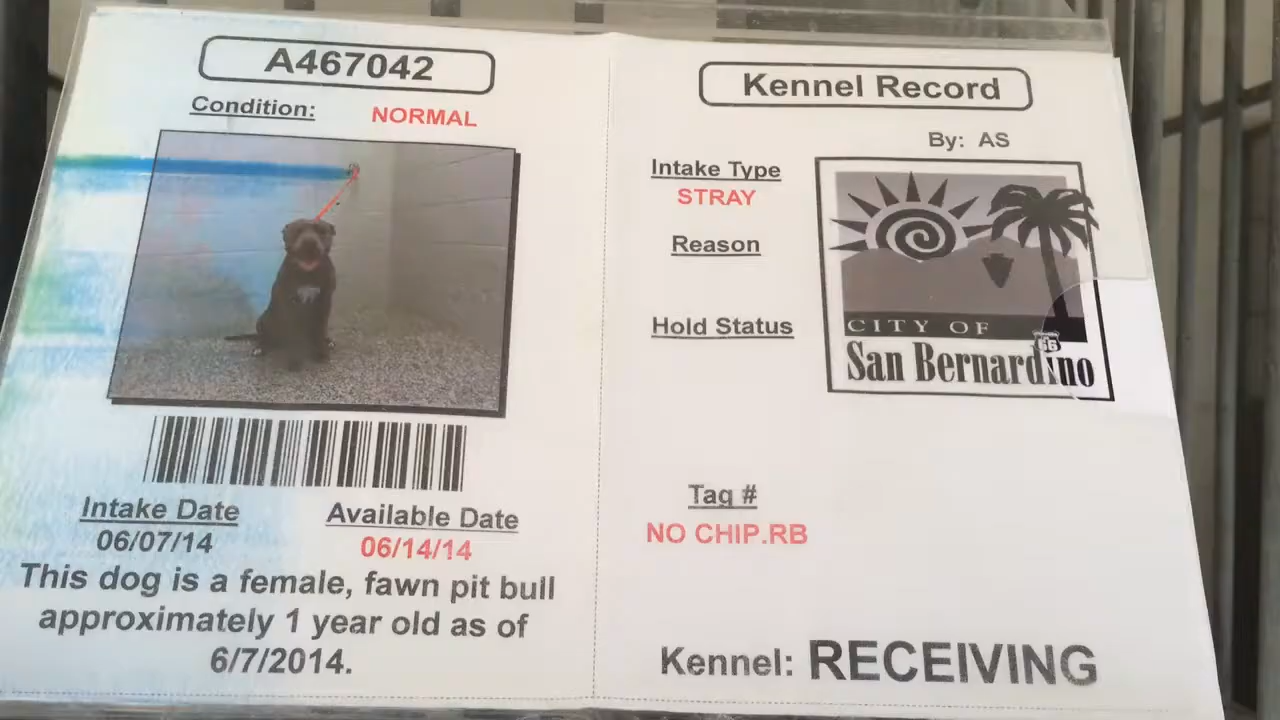 A467042
Condition: NORMAL
Intake Date
06/07/14
Available Date
06/14/14
This dog is a female, fawn pit bull
approximately 1 year old as of
6/7/2014.
Kennel Record
By: AS
Intake Type
STRAY
Reason
Hold Status
CITY OF
66
San Bernardino
Tag #
NO CHIP.RB
Kennel: RECEIVING